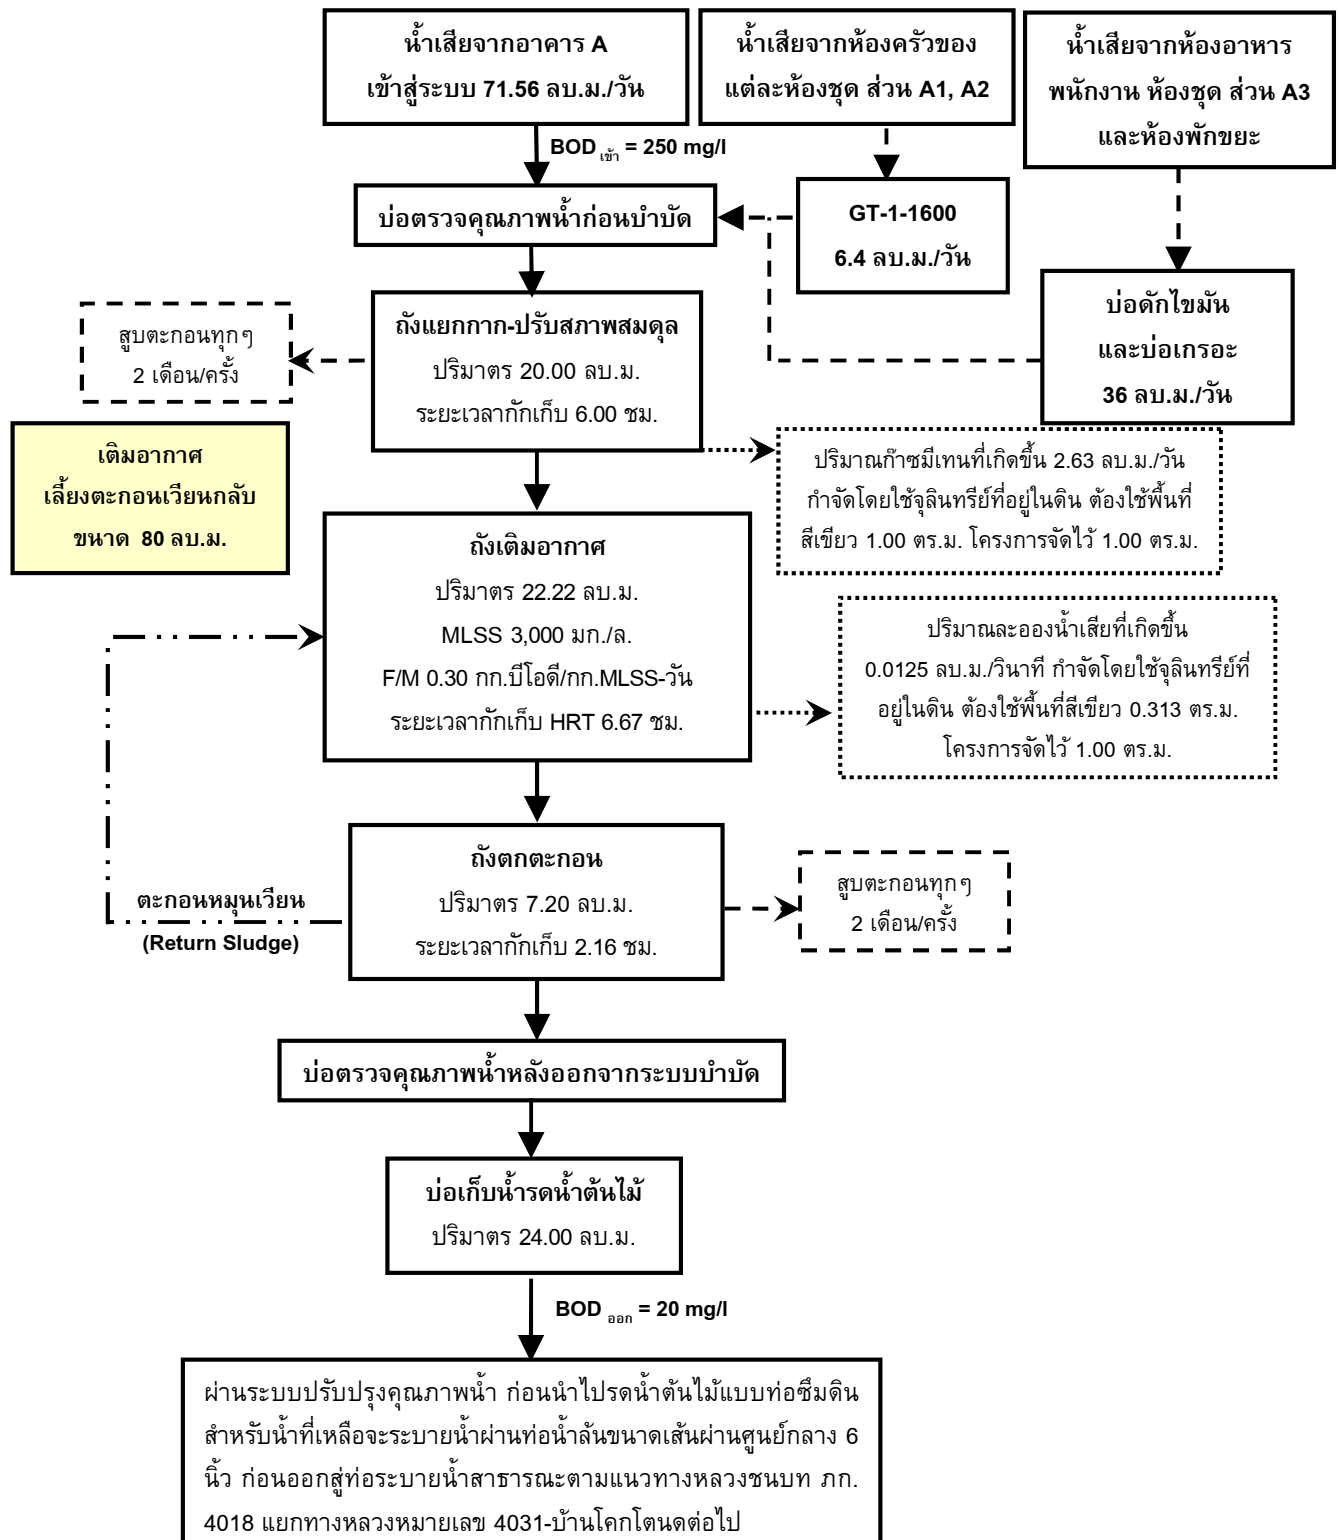 น้ำเสียจากอาคาร A
เข้าสู่ระบบ 71.56 ลบ.ม./วัน
น้ำเสียจากห้องครัวของ
แต่ละห้องชุด ส่วน A1, A2
น้ำเสียจากห้องอาหาร
พนักงาน ห้องชุด ส่วน A3
และห้องพักขยะ
BOD เข้า = 250 mg/l
บ่อตรวจคุณภาพน้ำก่อนบำบัด
GT-1-1600
6.4 ลบ.ม./วัน
บ่อดักไขมัน
และบ่อเกรอะ
36 ลบ.ม./วัน
สูบตะกอนทุกๆ
2 เดือน/ครั้ง
ถังแยกกาก-ปรับสภาพสมดุล
ปริมาตร 20.00 ลบ.ม.
ระยะเวลากักเก็บ 6.00 ชม.
เติมอากาศ
เลี้ยงตะกอนเวียนกลับ
ขนาด 80 ลบ.ม.
ปริมาณก๊าซมีเทนที่เกิดขึ้น 2.63 ลบ.ม./วัน
กำจัดโดยใช้จุลินทรีย์ที่อยู่ในดิน ต้องใช้พื้นที่
สีเขียว 1.00 ตร.ม. โครงการจัดไว้ 1.00 ตร.ม.
ถังเติมอากาศ
ปริมาตร 22.22 ลบ.ม.
MLSS 3,000 มก./ล.
F/M 0.30 กก.บีโอดี/กก.MLSS-วัน
ระยะเวลากักเก็บ HRT 6.67 ชม.
ปริมาณละอองน้ำเสียที่เกิดขึ้น
0.0125 ลบ.ม./วินาที กำจัดโดยใช้จุลินทรีย์ที่
อยู่ในดิน ต้องใช้พื้นที่สีเขียว 0.313 ตร.ม.
โครงการจัดไว้ 1.00 ตร.ม.
ถังตกตะกอน
ปริมาตร 7.20 ลบ.ม.
ระยะเวลากักเก็บ 2.16 ชม.
ตะกอนหมุนเวียน
(Return Sludge)
สูบตะกอนทุกๆ
2 เดือน/ครั้ง
บ่อตรวจคุณภาพน้ำหลังออกจากระบบบำบัด
บ่อเก็บน้ำรดน้ำต้นไม้
ปริมาตร 24.00 ลบ.ม.
BOD ออก = 20 mg/l
ผ่านระบบปรับปรุงคุณภาพน้ำ ก่อนนำไปรดน้ำต้นไม้แบบท่อซึมดิน
สำหรับน้ำที่เหลือจะระบายน้ำผ่านท่อน้ำล้นขนาดเส้นผ่านศูนย์กลาง 6
นิ้ว ก่อนออกสู่ท่อระบายน้ำสาธารณะตามแนวทางหลวงชนบท ภก.
4018 แยกทางหลวงหมายเลข 4031-บ้านโคกโตนดต่อไป